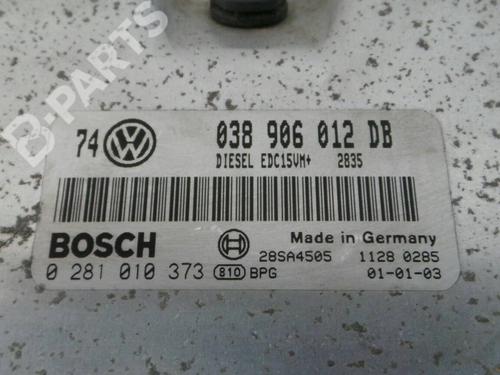 B-PARTS
74 VW 038 906 012 DB
DIESEL EDC15VM+ 2835
BOSCH
Made in Germany
28SA4505 1128 0285
0 281 010 373 810 BPG 01-01-03